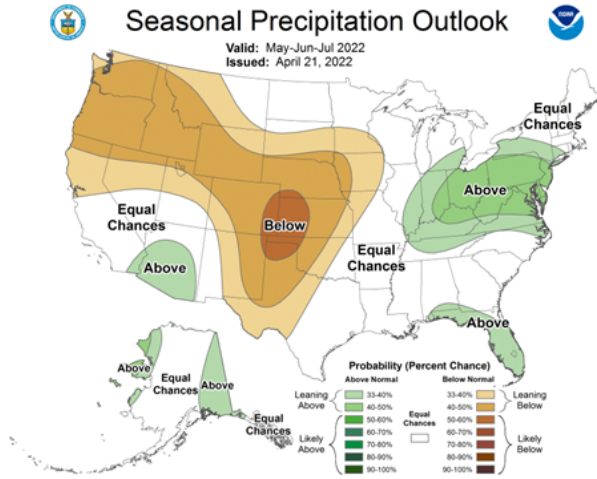 Seasonal Precipitation Outlook
Valid: May-Jun-Jul 2022
Issued: April 21, 2022
noaa
Equal
Chances
Above
Equal
Chances
Below
Equal
Chances
Above
Above
Above
Equal
Chances
Above
Equal
Chances
Probability (Percent Chance)
Above Normal
Below Normal
Leaning
Above
33-40%
40-50%
Likely
Above
50-60%
60-70%
70-80%
80-90%
90-100%
Equal
Chances
33-40%
40-50%
Leaning
Below
50-60%
60-70%
70-80%
80-90%
90-100%
Likely
Below